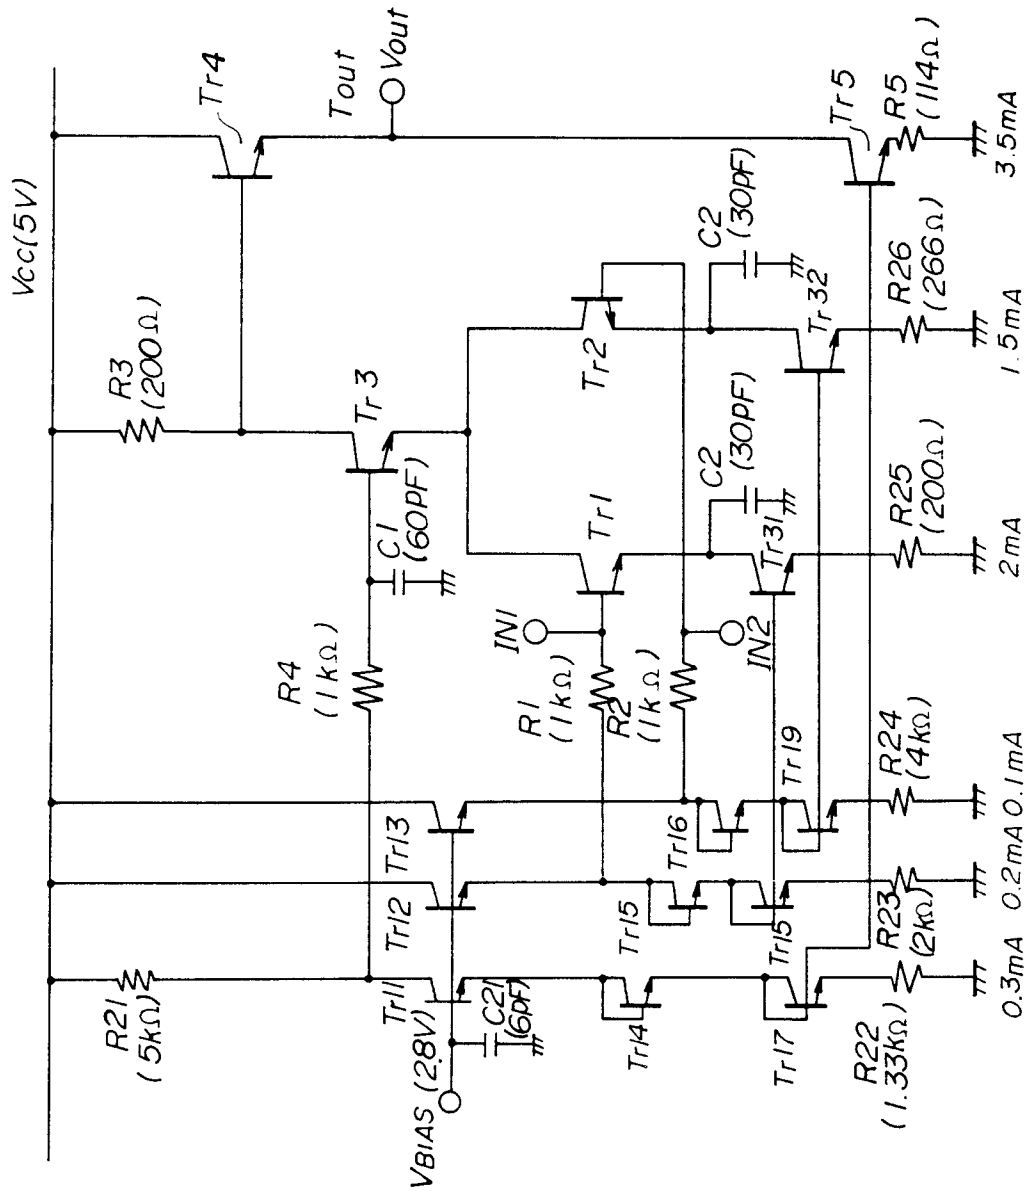 Vcc(5V)
Tr4
Tout
Vout
Tr5
R5
(114Ω)
3.5mA
R3
(200Ω)
Tr3
C1
(60PF)
R4
(1kΩ)
Tr2
C2
(30PF)
Tr32
R26
(266Ω)
1.5mA
Tr1
C2
(30PF)
Tr31
R25
(200Ω)
2mA
IN1
R1
(1kΩ)
R2
(1kΩ)
IN2
Tr13
Tr16
Tr19
R24
(4kΩ)
0.1mA
Tr12
Tr15
Tr15
R23
(2kΩ)
0.2mA
R21
(5kΩ)
Tr11
C21
(6pF)
VBIAS (2.8V)
Tr14
Tr17
R22
(1.33kΩ)
0.3mA